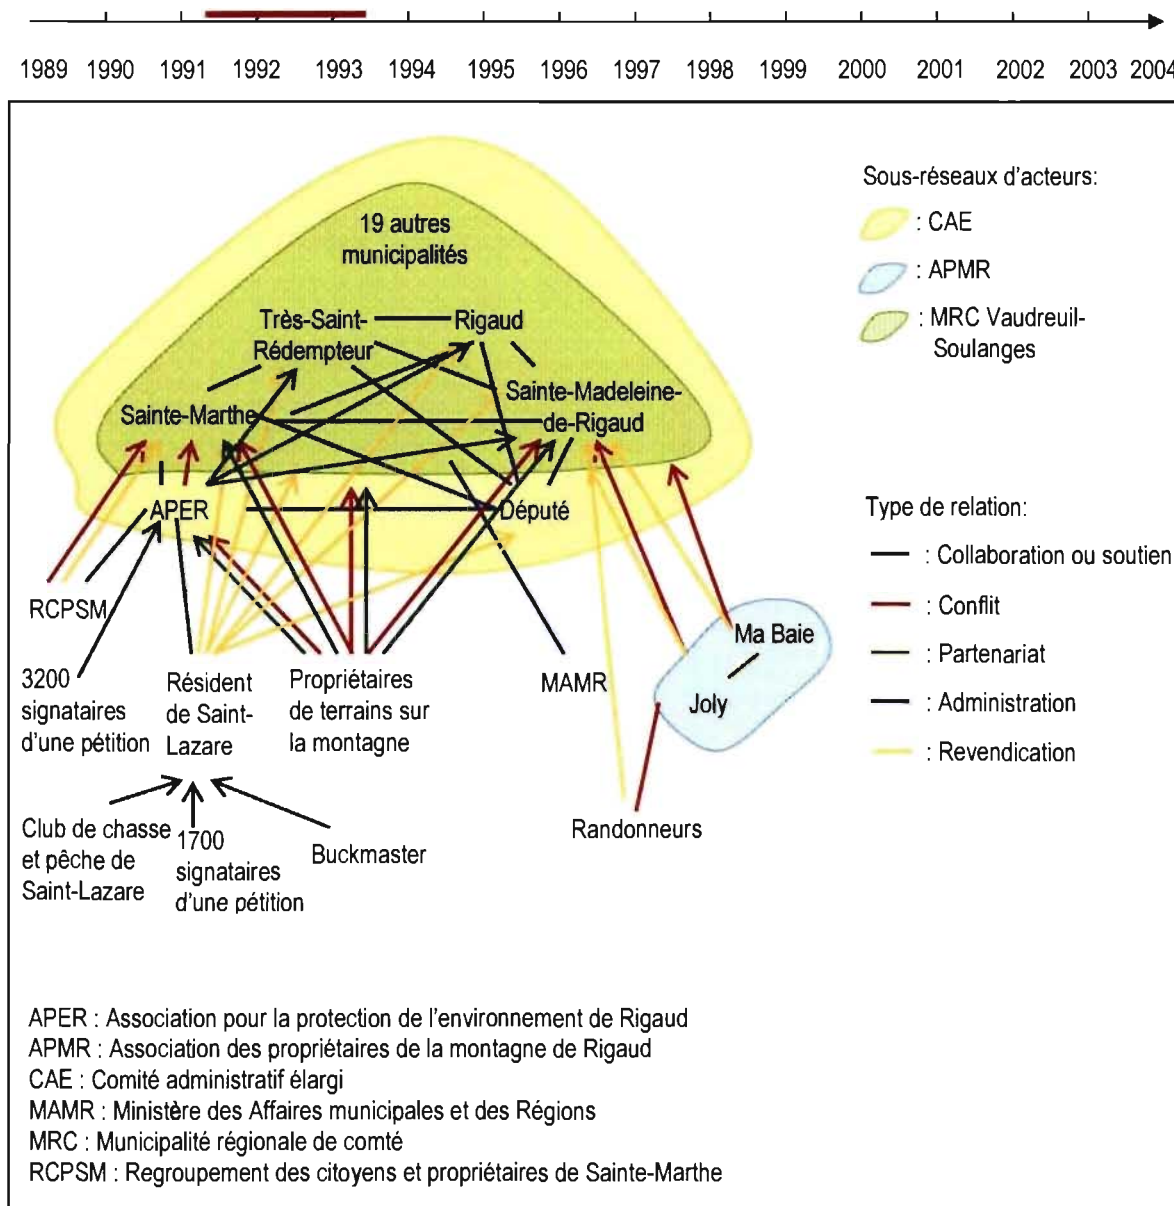 1989 1990 1991 1992 1993 1994 1995 1996 1997 1998 1999 2000 2001 2002 2003 2004
19 autres
municipalités
Très-Saint-
Rédempteur
Rigaud
Sainte-Madeleine-
de-Rigaud
Sainte-Marthe
APER
Député
RCPSM
3200
signataires
d'une pétition
Résident
de Saint-
Lazare
Propriétaires
de terrains sur
la montagne
MAMR
Ma Baie
Joly
Randonneurs
Club de chasse
et pêche de
Saint-Lazare
1700
signataires
d'une pétition
Buckmaster
Sous-réseaux d'acteurs:
: CAE
: APMR
: MRC Vaudreuil-
Soulanges
Type de relation:
: Collaboration ou soutien
: Conflit
: Partenariat
: Administration
: Revendication
APER : Association pour la protection de l'environnement de Rigaud
APMR : Association des propriétaires de la montagne de Rigaud
CAE : Comité administratif élargi
MAMR : Ministère des Affaires municipales et des Régions
MRC : Municipalité régionale de comté
RCPSM : Regroupement des citoyens et propriétaires de Sainte-Marthe